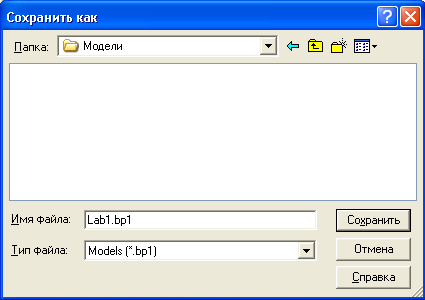 Сохранить как
Папка: Модели
Имя файла: Lab1.bp1 Сохранить
Тип файла: Models (*.bp1) Отмена
Справка